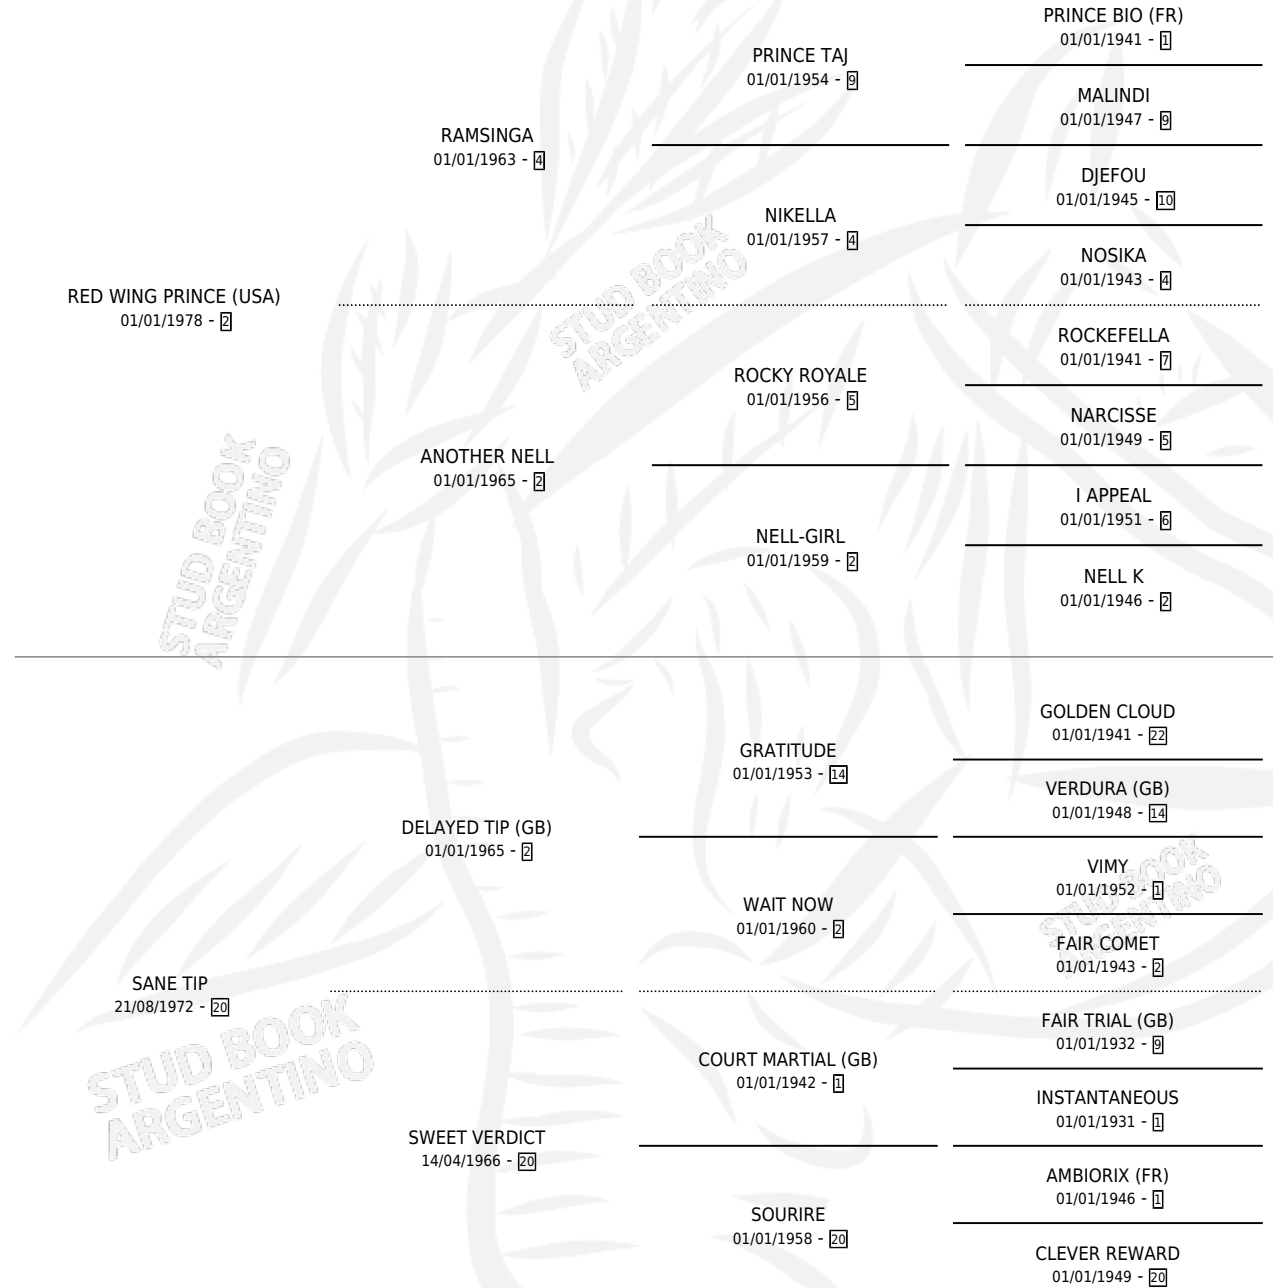 PRINCE BIO (FR)
01/01/1941 - 1
PRINCE TAJ
01/01/1954 - 9
MALINDI
01/01/1947 - 9
RAMSINGA
01/01/1963 - 4
DJEFOU
01/01/1945 - 10
NIKELLA
01/01/1957 - 4
NOSIKA
01/01/1943 - 4
RED WING PRINCE (USA)
01/01/1978 - 2
ROCKEFELLA
01/01/1941 - 7
ROCKY ROYALE
01/01/1956 - 5
NARCISSE
01/01/1949 - 5
ANOTHER NELL
01/01/1965 - 2
I APPEAL
01/01/1951 - 6
NELL-GIRL
01/01/1959 - 2
NELL K
01/01/1946 - 2
STUD BOOK
ARGENTINO
STUD BOOK
ARGENTINO
GOLDEN CLOUD
01/01/1941 - 22
GRATITUDE
01/01/1953 - 14
VERDURA (GB)
01/01/1948 - 14
DELAYED TIP (GB)
01/01/1965 - 2
VIMY
01/01/1952 - 1
WAIT NOW
01/01/1960 - 2
FAIR COMET
01/01/1943 - 2
SANE TIP
21/08/1972 - 20
FAIR TRIAL (GB)
01/01/1932 - 9
COURT MARTIAL (GB)
01/01/1942 - 1
INSTANTANEOUS
01/01/1931 - 1
SWEET VERDICT
14/04/1966 - 20
AMBIORIX (FR)
01/01/1946 - 1
SOURIRE
01/01/1958 - 20
CLEVER REWARD
01/01/1949 - 20
STUD BOOK
ARGENTINO
STUD BOOK
ARGENTINO